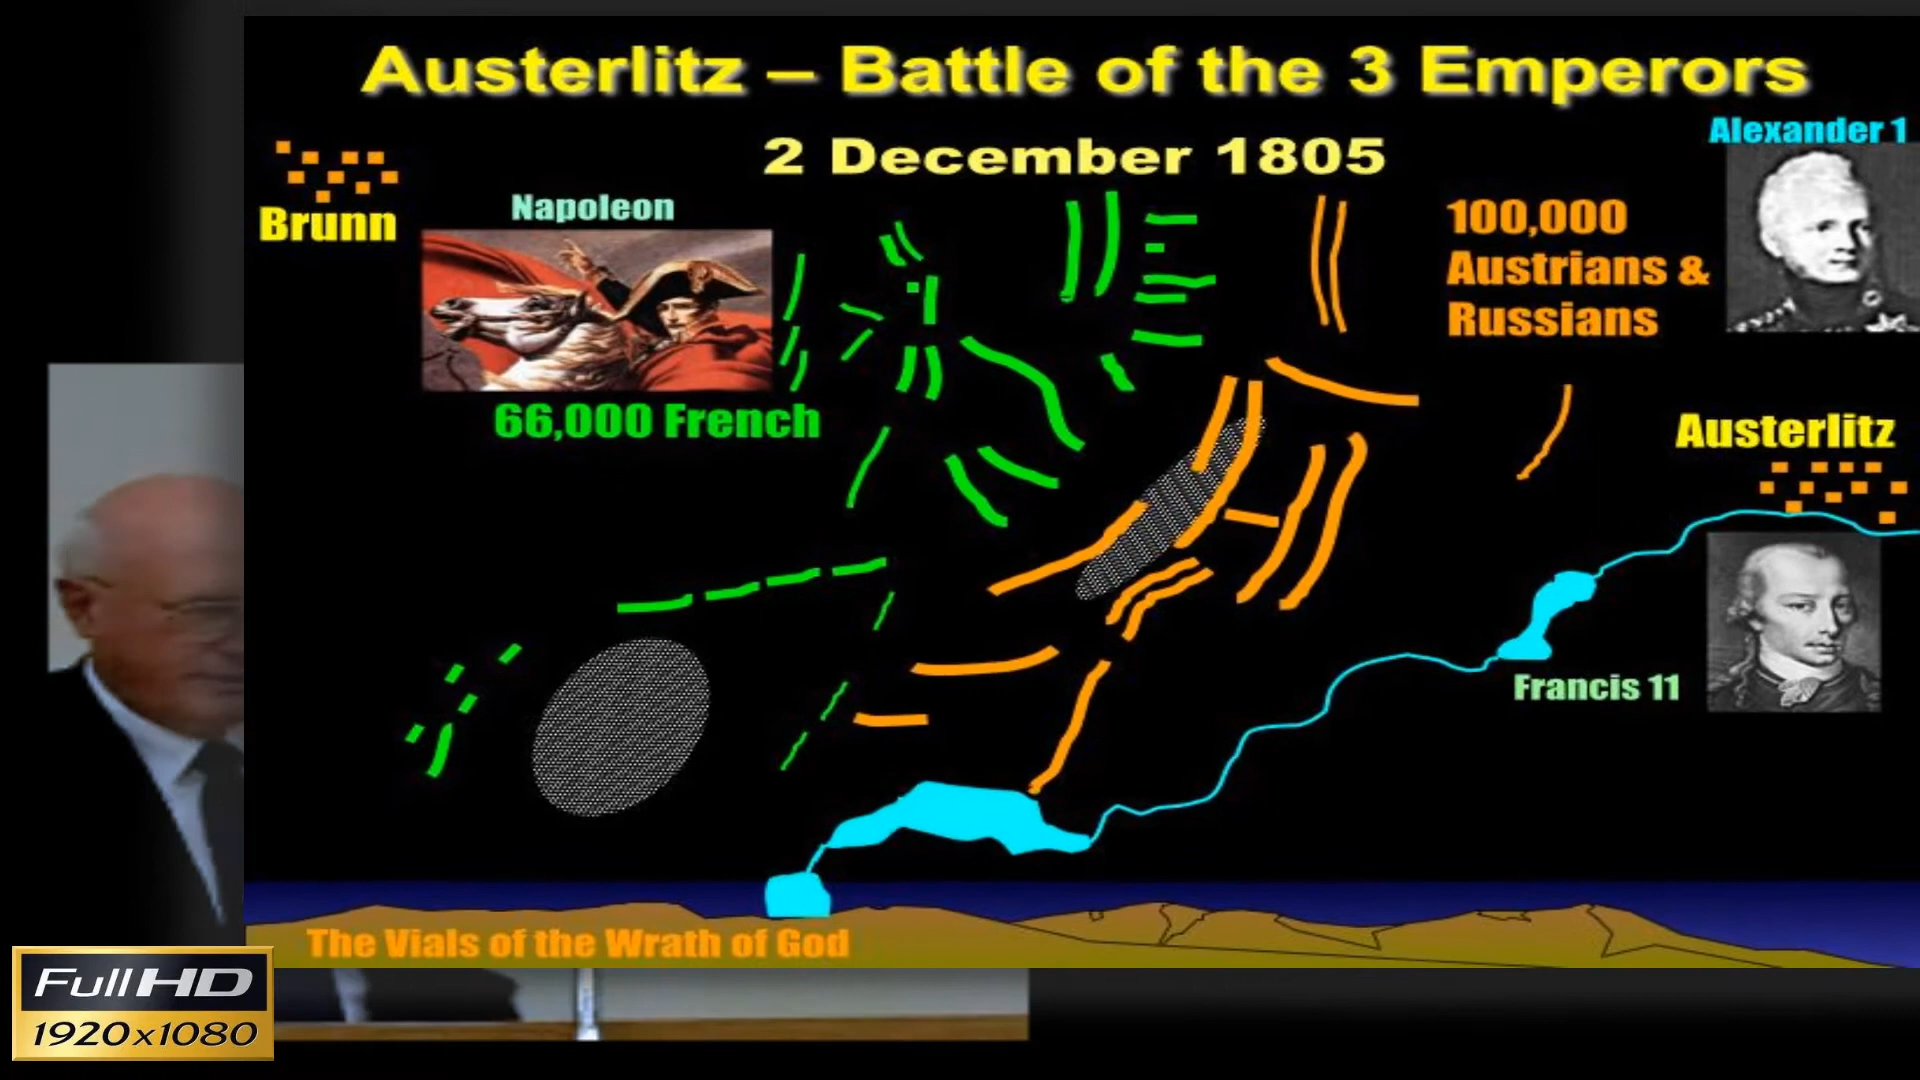 Austerlitz – Battle of the 3 Emperors
2 December 1805
Alexander 1
Brunn
Napoleon
66,000 French
100,000
Austrians &
Russians
Austerlitz
Francis 11
The Vials of the Wrath of God
Full HD
1920x1080